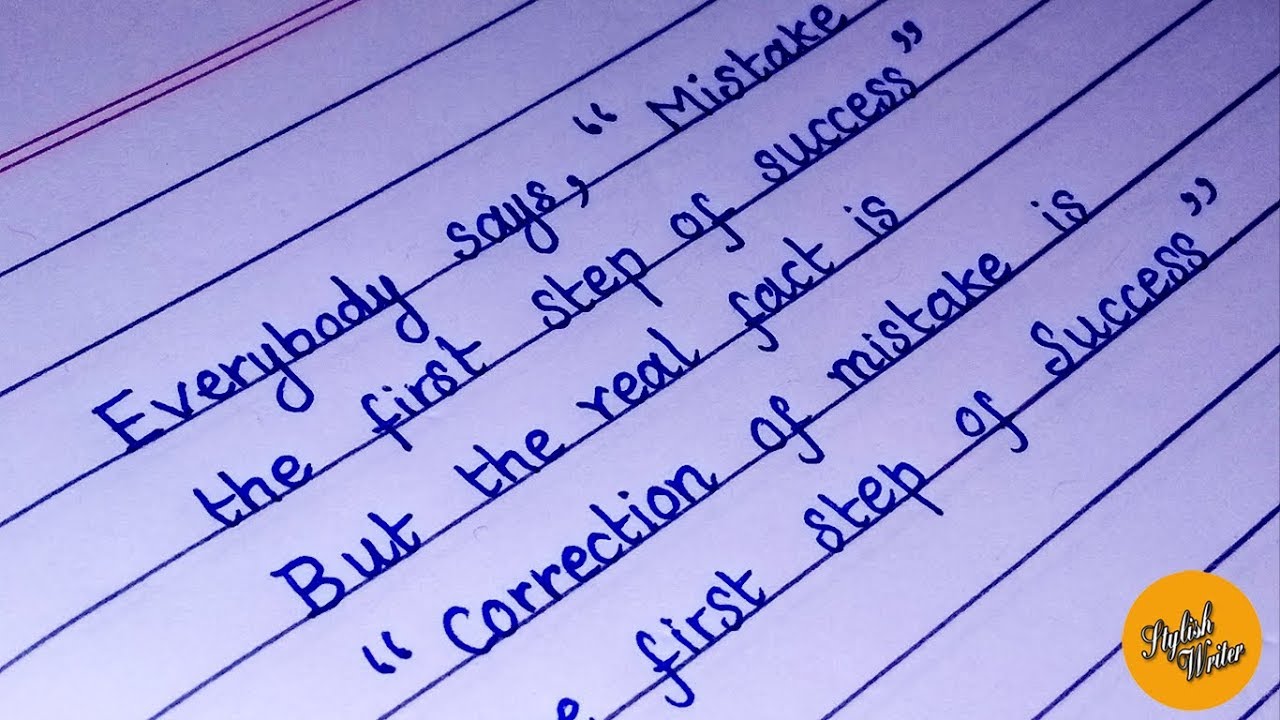 Everybody says, “Mistake
the first step of success”
But the real fact is
“Correction of mistake is
first step of Success”
Stylish
Writer